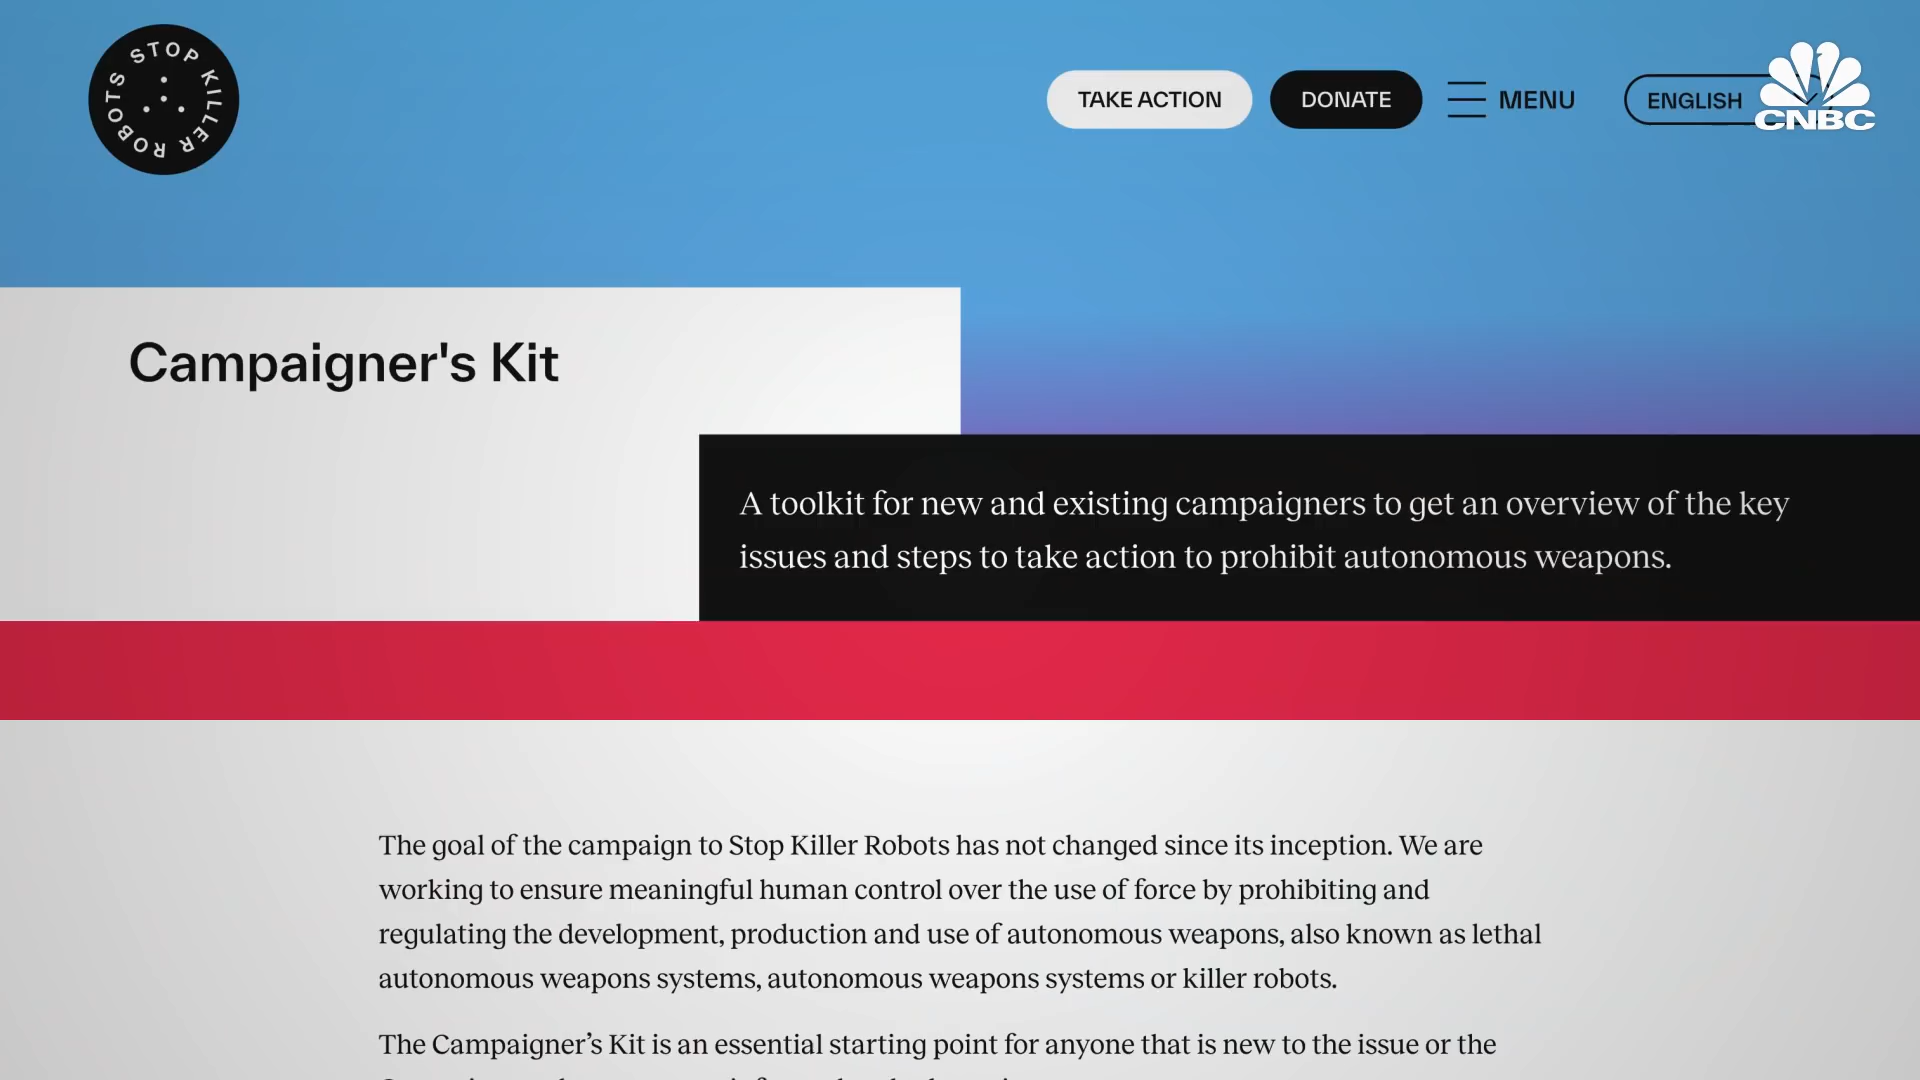 STOP KILLER ROBOTS
TAKE ACTION
DONATE
MENU
ENGLISH
CNBC
Campaigner's Kit
A toolkit for new and existing campaigners to get an overview of the key
issues and steps to take action to prohibit autonomous weapons.
The goal of the campaign to Stop Killer Robots has not changed since its inception. We are
working to ensure meaningful human control over the use of force by prohibiting and
regulating the development, production and use of autonomous weapons, also known as lethal
autonomous weapons systems, autonomous weapons systems or killer robots.
The Campaigner’s Kit is an essential starting point for anyone that is new to the issue or the